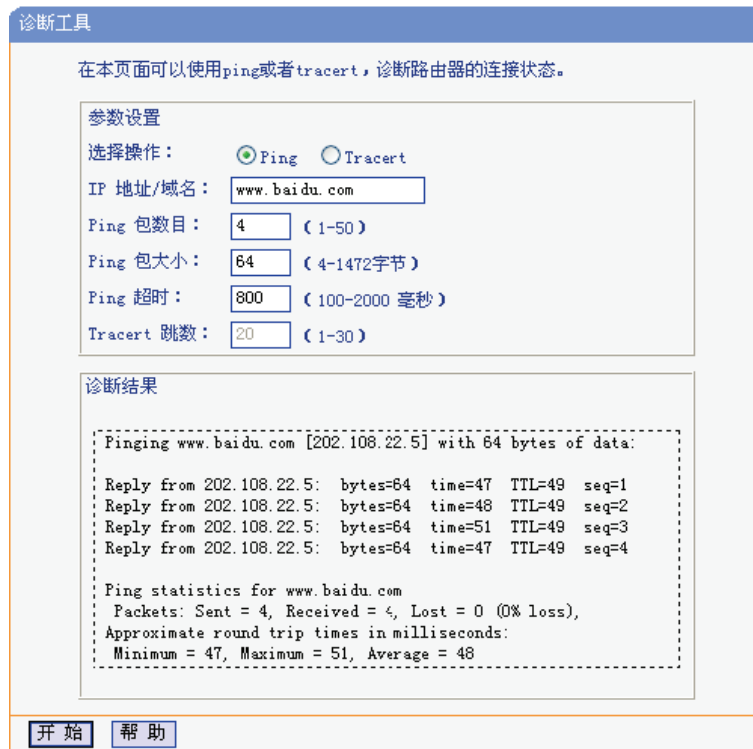 诊断工具
在本页面可以使用ping或者tracert，诊断路由器的连接状态。
参数设置
选择操作： Ping Tracert
IP 地址/域名： www.baidu.com
Ping 包数目： 4 （1-50）
Ping 包大小： 64 （4-1472字节）
Ping 超时： 800 （100-2000 毫秒）
Tracert 跳数： 20 （1-30）
诊断结果
Pinging www.baidu.com [202.108.22.5] with 64 bytes of data:
Reply from 202.108.22.5: bytes=64 time=47 TTL=49 seq=1
Reply from 202.108.22.5: bytes=64 time=48 TTL=49 seq=2
Reply from 202.108.22.5: bytes=64 time=51 TTL=49 seq=3
Reply from 202.108.22.5: bytes=64 time=47 TTL=49 seq=4
Ping statistics for www.baidu.com
Packets: Sent = 4, Received = 4, Lost = 0 (0% loss),
Approximate round trip times in milliseconds:
Minimum = 47, Maximum = 51, Average = 48
开 始 帮 助